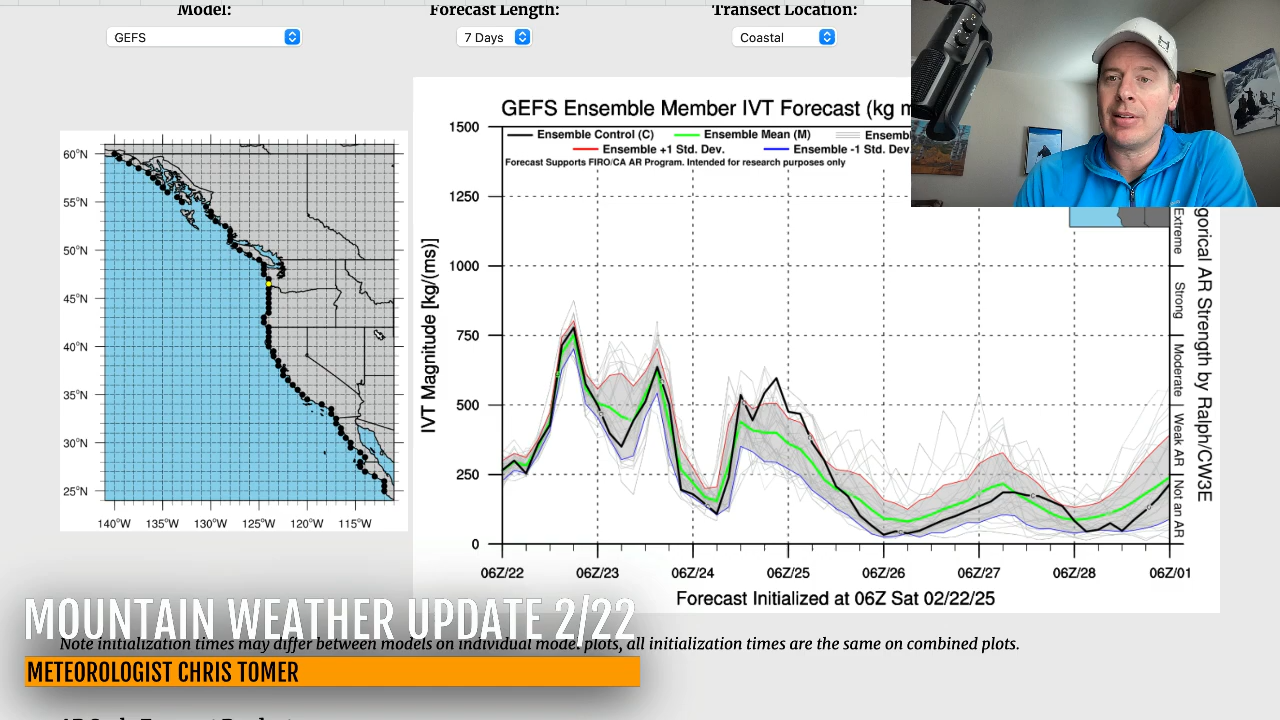 Model:
Forecast Length:
Transect Location:
GEFS
7 Days
Coastal
GEFS Ensemble Member IVT Forecast (kg m
Ensemble Control (C)
Ensemble Mean (M)
Ensemb
Ensemble +1 Std. Dev.
Ensemble -1 Std. Dev.
Forecast Supports FIRO/CA AR Program. Intended for research purposes only
IVT Magnitude [kg/(ms)]
1500
1250
1000
750
500
250
0
06Z/22
06Z/23
06Z/24
06Z/25
06Z/26
06Z/27
06Z/28
06Z/01
Forecast Initialized at 06Z Sat 02/22/25
Extreme
Strong
Moderate
Weak AR
Not an AR
gorical AR Strength by Ralph/CW3E
60°N
55°N
50°N
45°N
40°N
35°N
30°N
25°N
140°W
135°W
130°W
125°W
120°W
115°W
MOUNTAIN WEATHER UPDATE 2/22
Note initialization times may differ between models on individual model plots, all initialization times are the same on combined plots.
METEOROLOGIST CHRIS TOMER